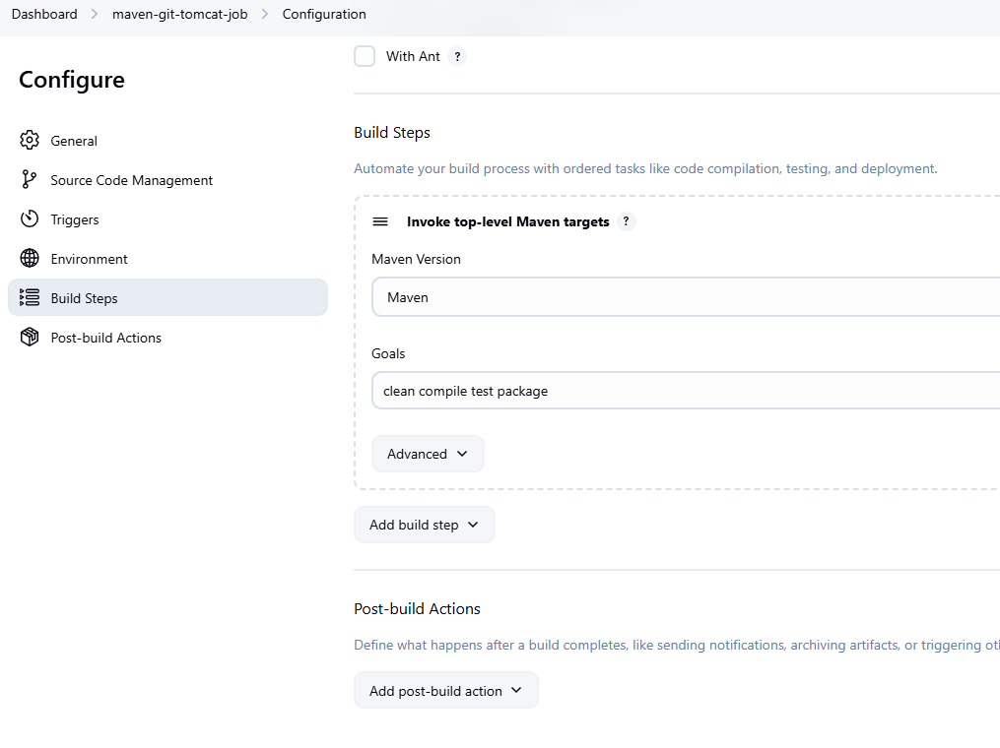 Dashboard > maven-git-tomcat-job > Configuration
Configure
General
Source Code Management
Triggers
Environment
Build Steps
Post-build Actions
With Ant ?
Build Steps
Automate your build process with ordered tasks like code compilation, testing, and deployment.
Invoke top-level Maven targets ?
Maven Version
Maven
Goals
clean compile test package
Advanced
Add build step
Post-build Actions
Define what happens after a build completes, like sending notifications, archiving artifacts, or triggering
Add post-build action